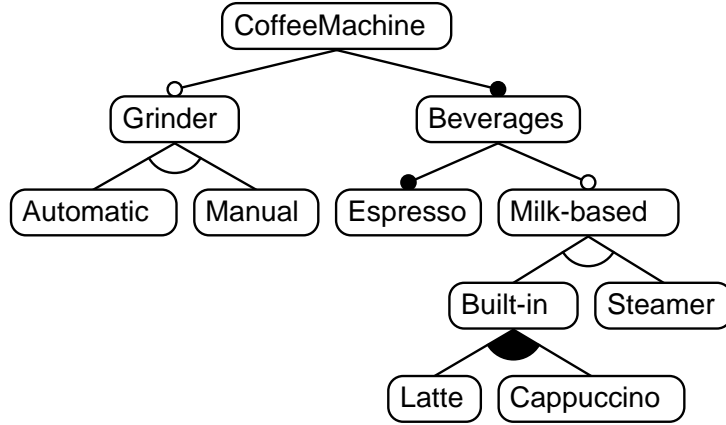 CoffeeMachine
Grinder
Beverages
Automatic
Manual
Espresso
Milk-based
Built-in
Steamer
Latte
Cappuccino